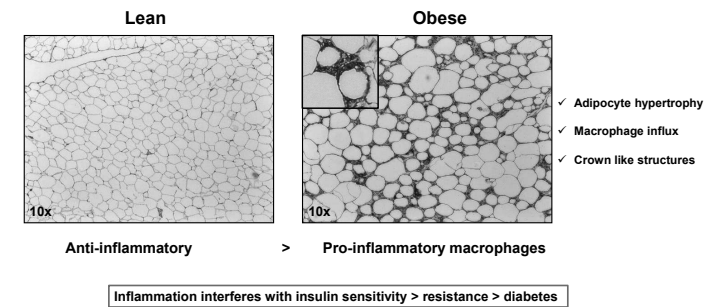 Lean
Obese
10x
10x
✓ Adipocyte hypertrophy
✓ Macrophage influx
✓ Crown like structures
Anti-inflammatory > Pro-inflammatory macrophages
Inflammation interferes with insulin sensitivity > resistance > diabetes